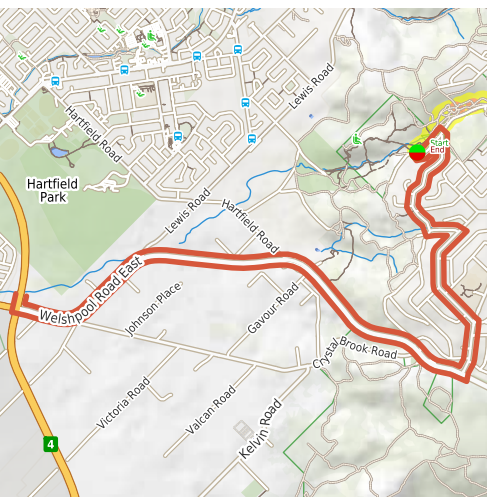 Lewis Road
Hartfield Road
Hartfield
Park
Start
End
Lewis Road
Hartfield Road
Welshpool Road East
Johnson Place
Gavour Road
Crystal
Brook Road
Victoria Road
Valcan Road
Kelvin Road
4